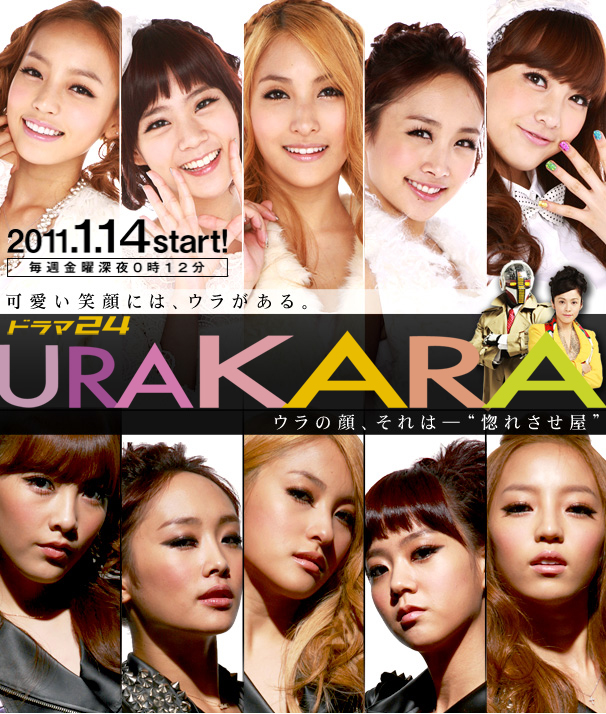 2011.1.14 start!
毎週金曜深夜0時12分
可愛い笑顔には、ウラがある。
ドラマ24
URAKARA
ウラの顔、それは―“惚れさせ屋”